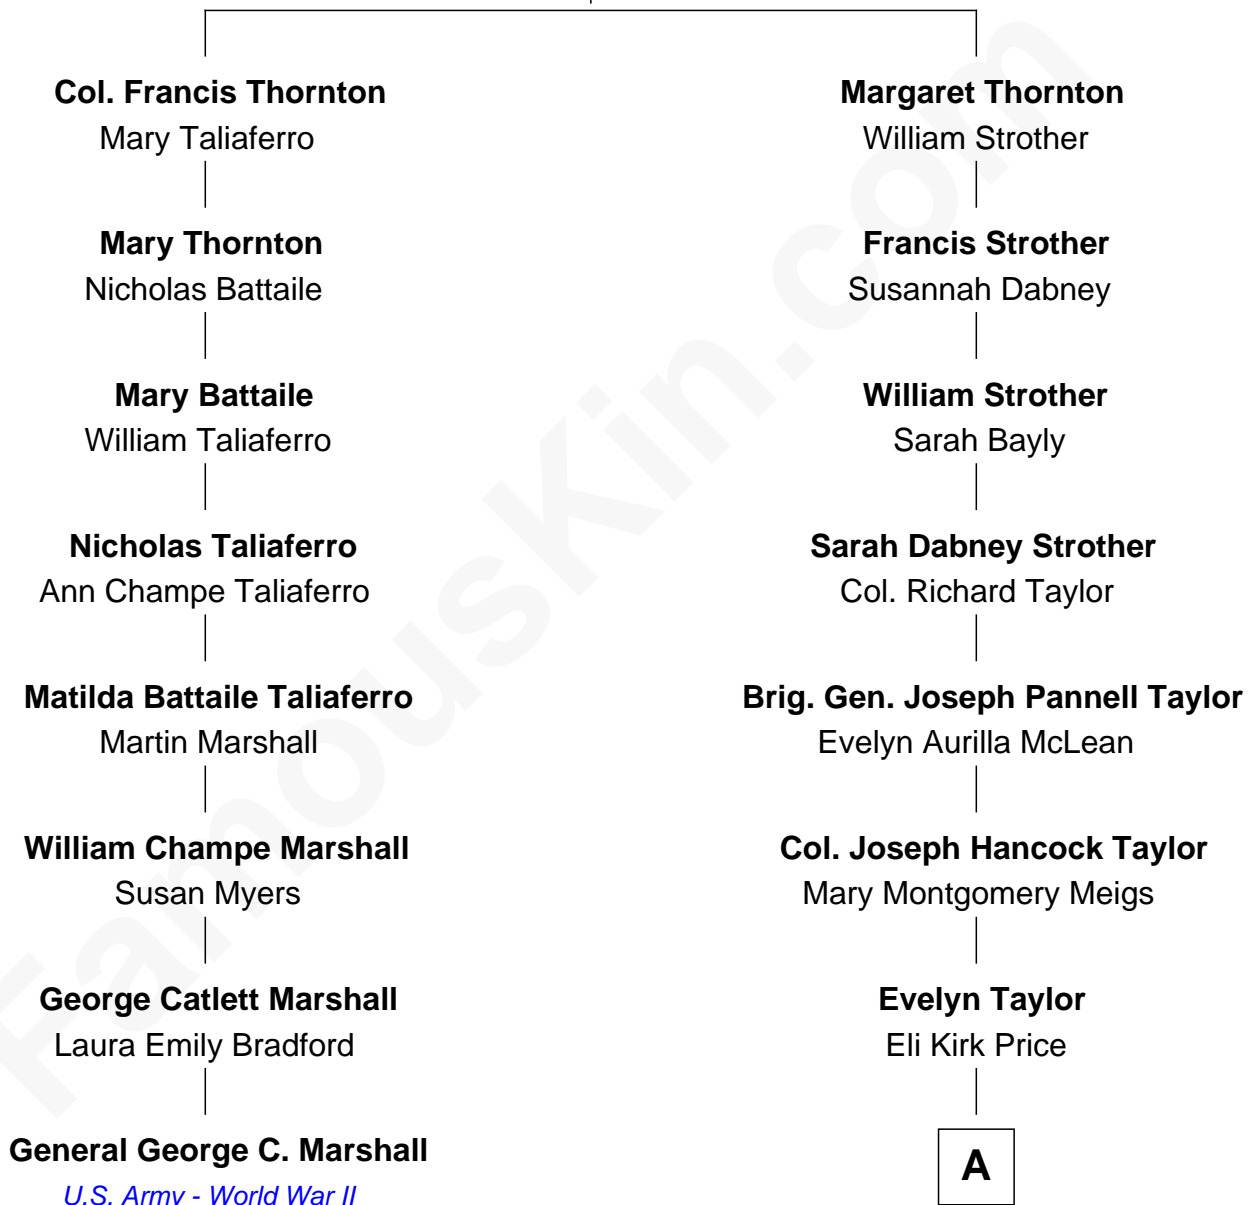 Col. Francis Thornton
Mary Taliaferro
Margaret Thornton
William Strother
Mary Thornton
Nicholas Battaile
Francis Strother
Susannah Dabney
Mary Battaile
William Taliaferro
William Strother
Sarah Bayly
Nicholas Taliaferro
Ann Champe Taliaferro
Sarah Dabney Strother
Col. Richard Taylor
Matilda Battaile Taliaferro
Martin Marshall
Brig. Gen. Joseph Pannell Taylor
Evelyn Aurilla McLean
William Champe Marshall
Susan Myers
Col. Joseph Hancock Taylor
Mary Montgomery Meigs
George Catlett Marshall
Laura Emily Bradford
Evelyn Taylor
Eli Kirk Price
General George C. Marshall
U.S. Army - World War II
A
FamousKin.com